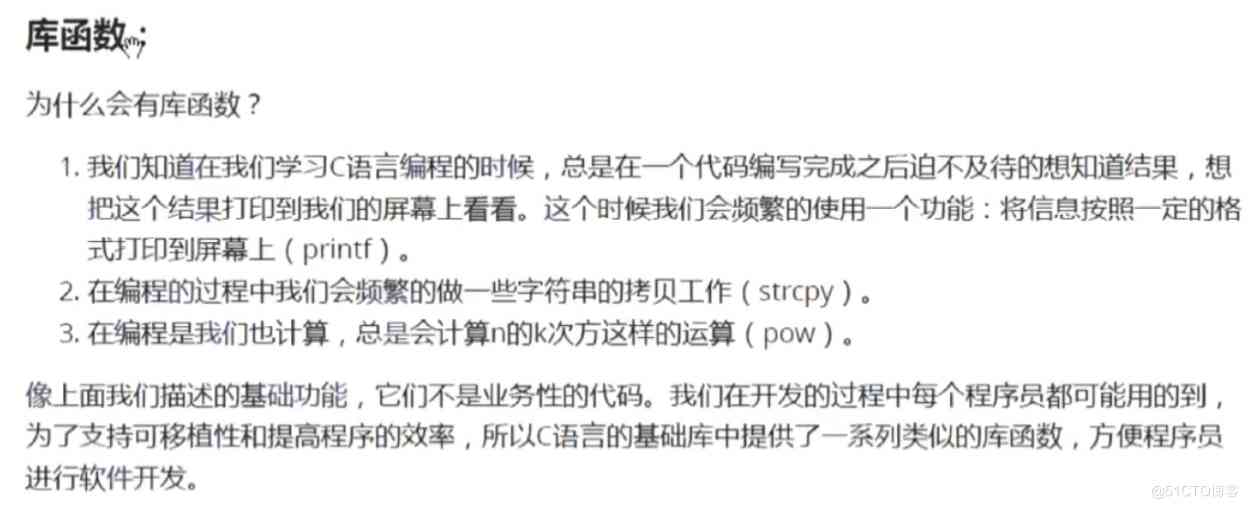 库函数：
为什么会有库函数？
1. 我们知道在我们学习C语言编程的时候，总是在一个代码编写完成之后迫不及待的想知道结果，想
把这个结果打印到我们的屏幕上看看。这个时候我们会频繁的使用一个功能：将信息按照一定的格
式打印到屏幕上（printf）。
2. 在编程的过程中我们会频繁的做一些字符串的拷贝工作（strcpy）。
3. 在编程是我们也计算，总是会计算n的k次方这样的运算（pow）。
像上面我们描述的基础功能，它们不是业务性的代码。我们在开发的过程中每个程序员都可能用的到，
为了支持可移植性和提高程序的效率，所以C语言的基础库中提供了一系列类似的库函数，方便程序员
进行软件开发。
@51CTO博客